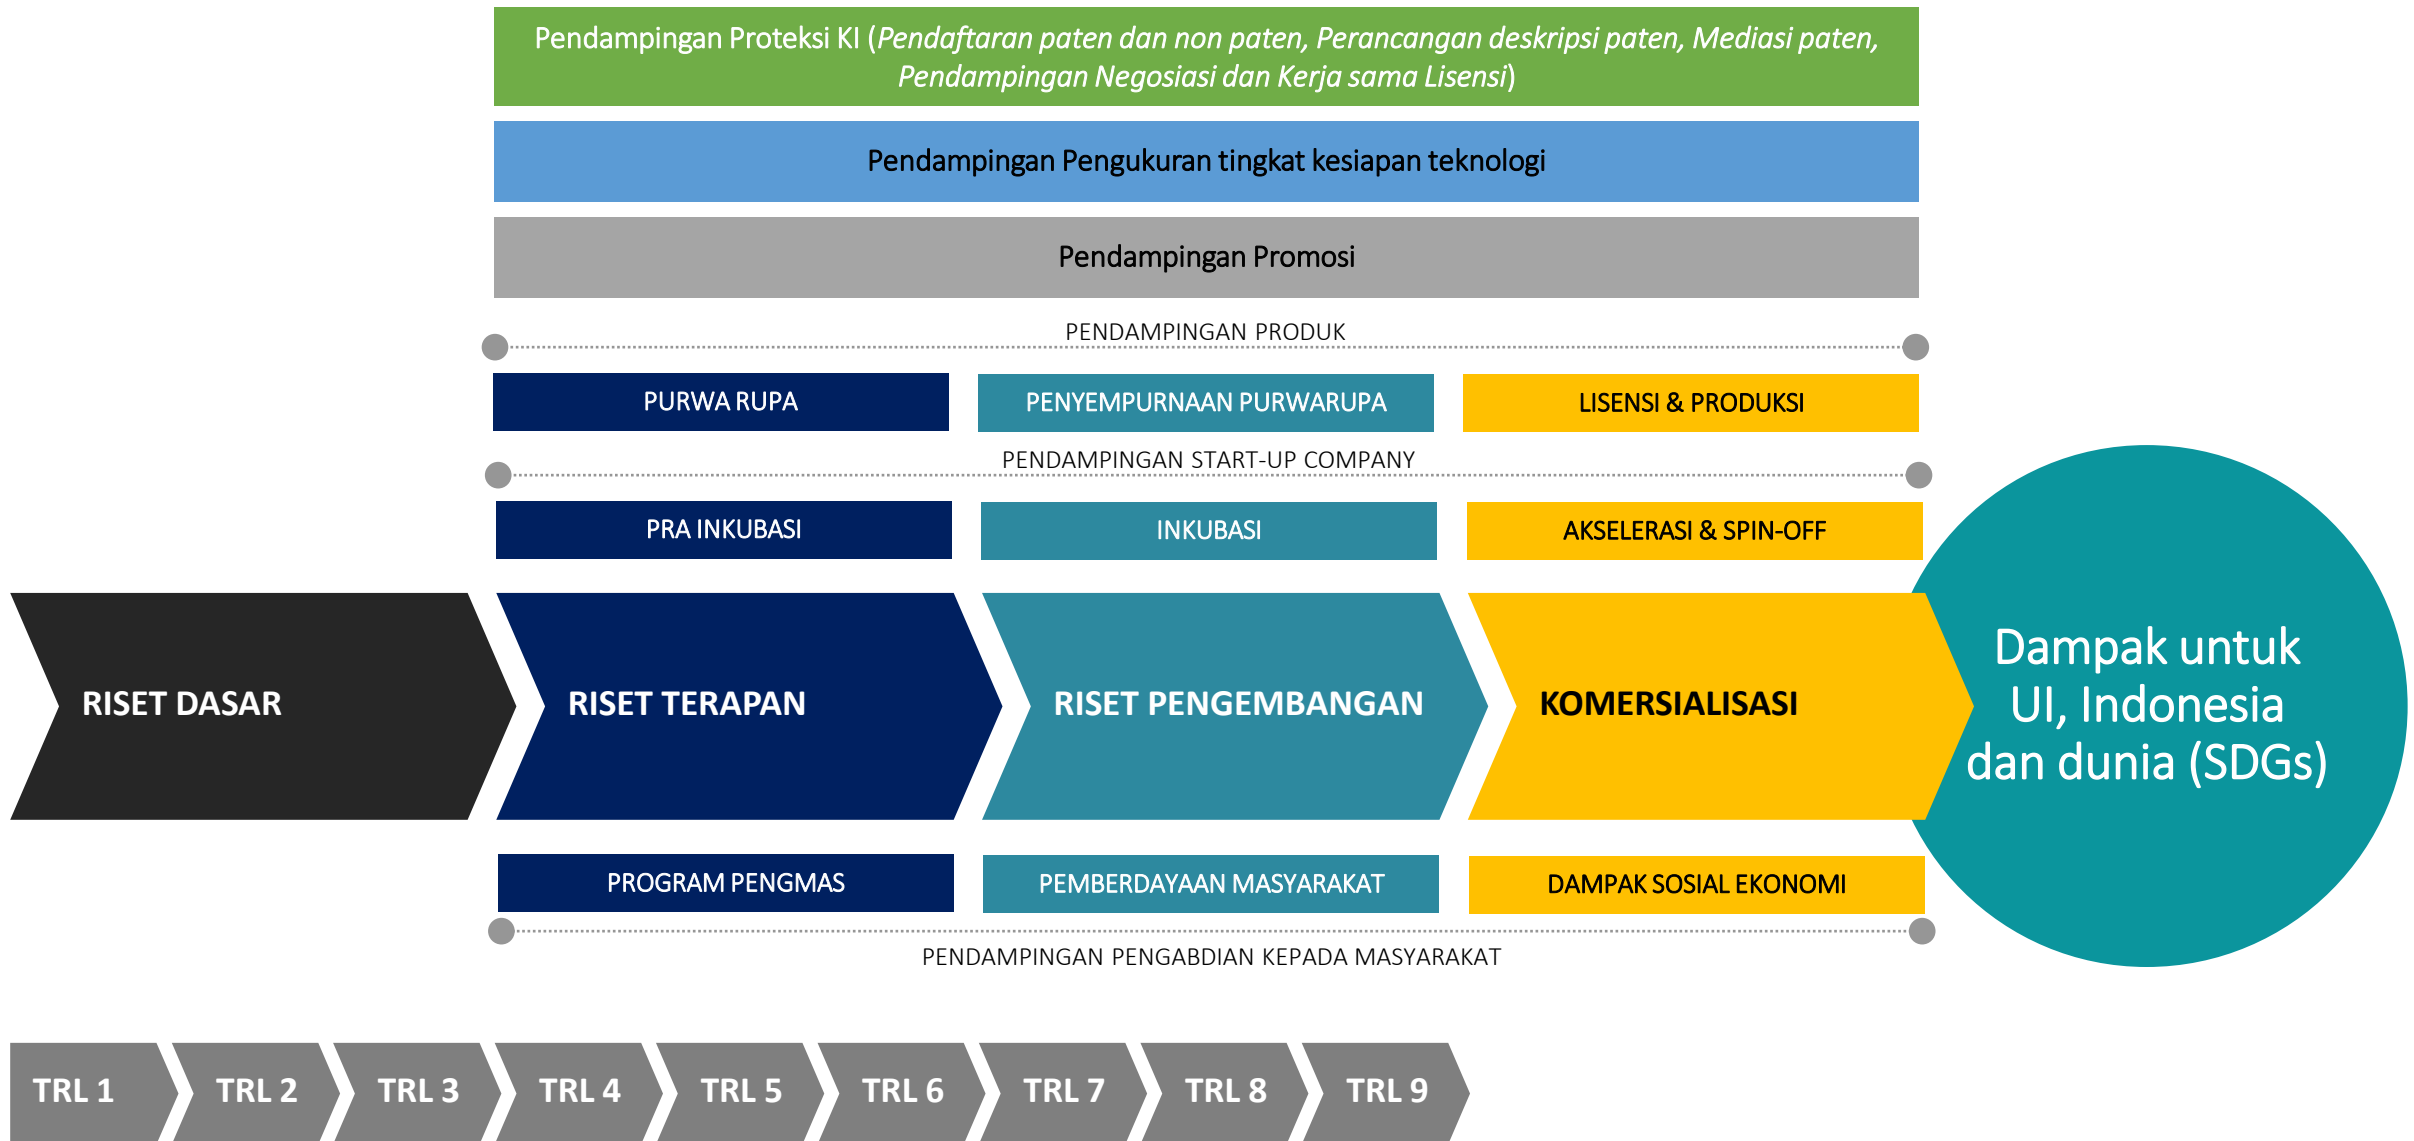 Pendampingan Proteksi KI (Pendaftaran paten dan non paten, Perancangan deskripsi paten, Mediasi paten,
Pendampingan Negosiasi dan Kerja sama Lisensi)
Pendampingan Pengukuran tingkat kesiapan teknologi
Pendampingan Promosi
PENDAMPINGAN PRODUK
PURWA RUPA
PENYEMPURNAAN PURWARUPA
LISENSI & PRODUKSI
PENDAMPINGAN START-UP COMPANY
PRA INKUBASI
INKUBASI
AKSELERASI & SPIN-OFF
RISET DASAR
RISET TERAPAN
RISET PENGEMBANGAN
KOMERSIALISASI
Dampak untuk
UI, Indonesia
dan dunia (SDGs)
PROGRAM PENGMAS
PEMBERDAYAAN MASYARAKAT
DAMPAK SOSIAL EKONOMI
PENDAMPINGAN PENGABDIAN KEPADA MASYARAKAT
TRL 1
TRL 2
TRL 3
TRL 4
TRL 5
TRL 6
TRL 7
TRL 8
TRL 9